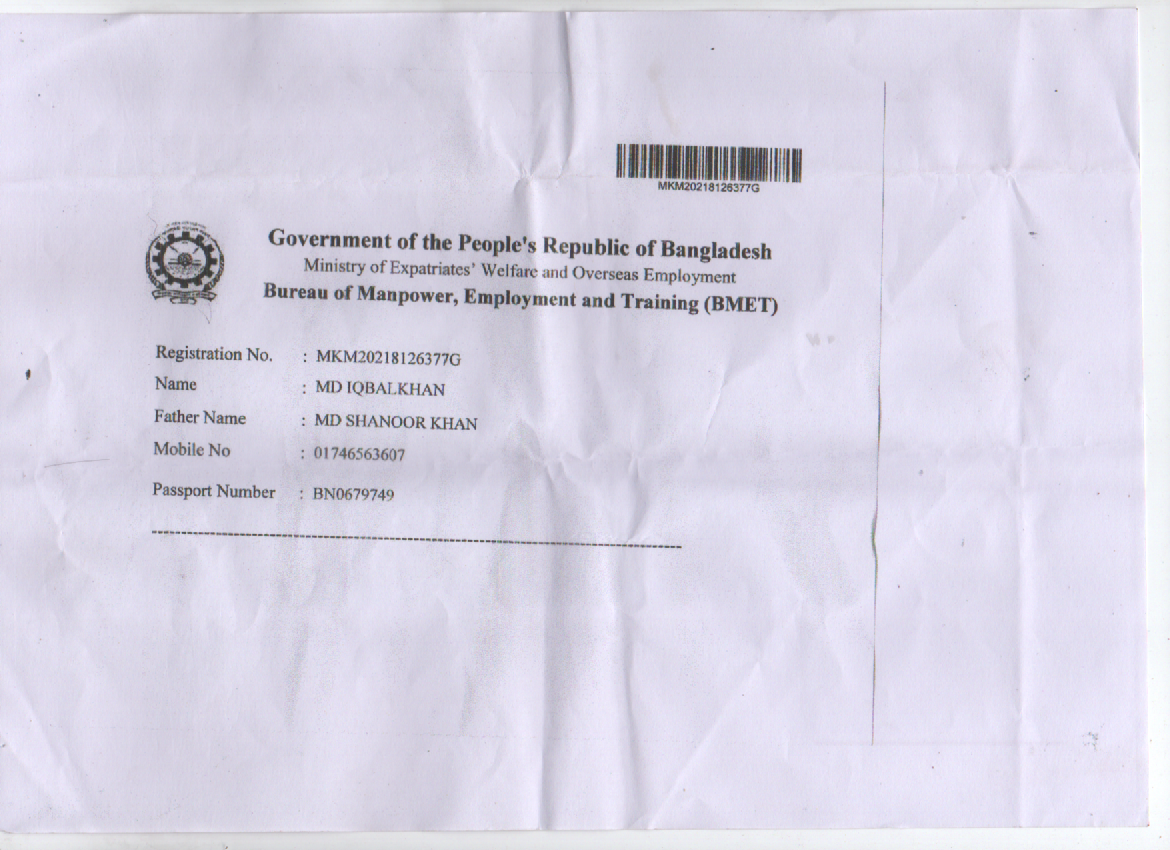 MKM20218126377G
Government of the People's Republic of Bangladesh
Ministry of Expatriates' Welfare and Overseas Employment
Bureau of Manpower, Employment and Training (BMET)
Registration No. : MKM20218126377G
Name : MD IQBALKHAN
Father Name : MD SHANOOR KHAN
Mobile No : 01746563607
Passport Number : BN0679749